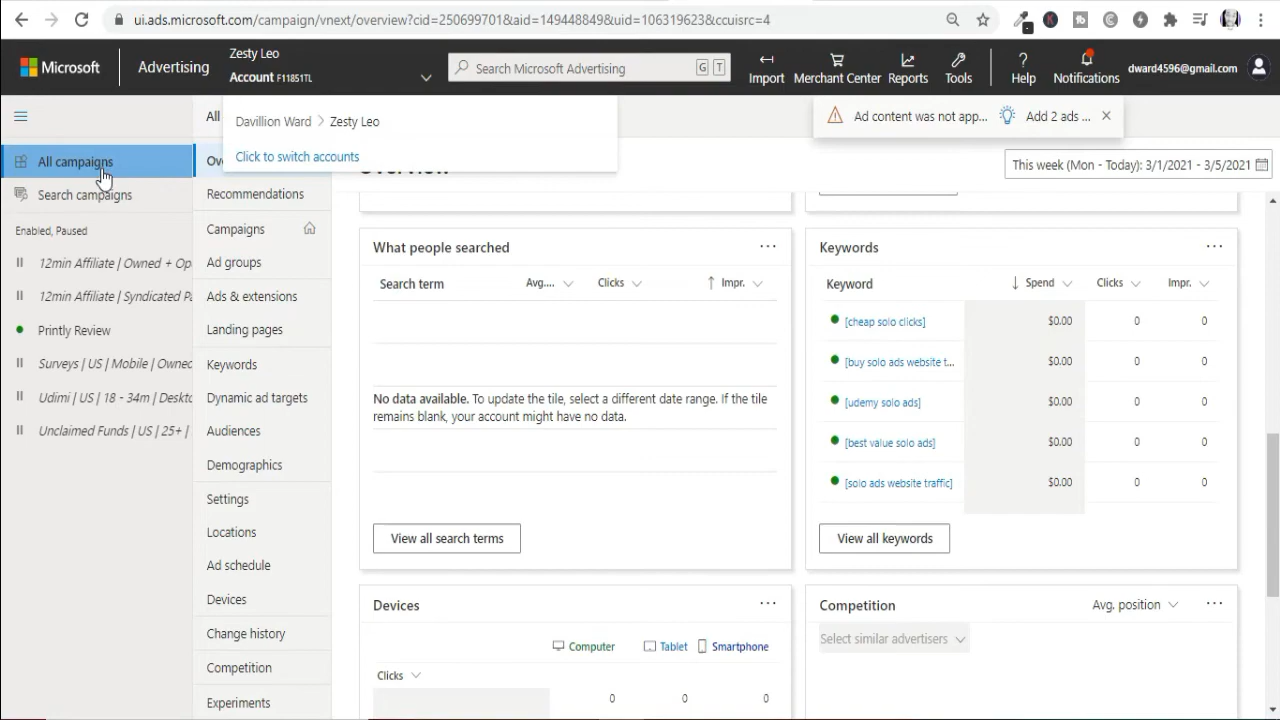 ui.ads.microsoft.com/campaign/vnext/overview?cid=250699701&aid=149448849&uid=106319623&ccuisrc=4
Microsoft
Advertising
Zesty Leo
Account F11851TL
Search Microsoft Advertising
G T
Import
Merchant Center
Reports
Tools
Help
Notifications
dward4596@gmail.com
All
Davillion Ward > Zesty Leo
Click to switch accounts
Ad content was not app...
Add 2 ads ...
This week (Mon - Today): 3/1/2021 - 3/5/2021
All campaigns
Search campaigns
Enabled, Paused
12min Affiliate | Owned + Op
12min Affiliate | Syndicated Pa
Printly Review
Surveys | US | Mobile | Owned
Udimi | US | 18 - 34m | Deskto
Unclaimed Funds | US | 25+ |
Ov
Recommendations
Campaigns
Ad groups
Ads & extensions
Landing pages
Keywords
Dynamic ad targets
Audiences
Demographics
Settings
Locations
Ad schedule
Devices
Change history
Competition
Experiments
What people searched
Search term Avg.... Clicks Impr.
No data available. To update the tile, select a different date range. If the tile
remains blank, your account might have no data.
View all search terms
Keywords
Keyword Spend Clicks Impr.
[cheap solo clicks] $0.00 0 0
[buy solo ads website t... $0.00 0 0
[udemy solo ads] $0.00 0 0
[best value solo ads] $0.00 0 0
[solo ads website traffic] $0.00 0 0
View all keywords
Devices
Computer Tablet Smartphone
Clicks
0 0 0
Competition
Avg. position
Select similar advertisers